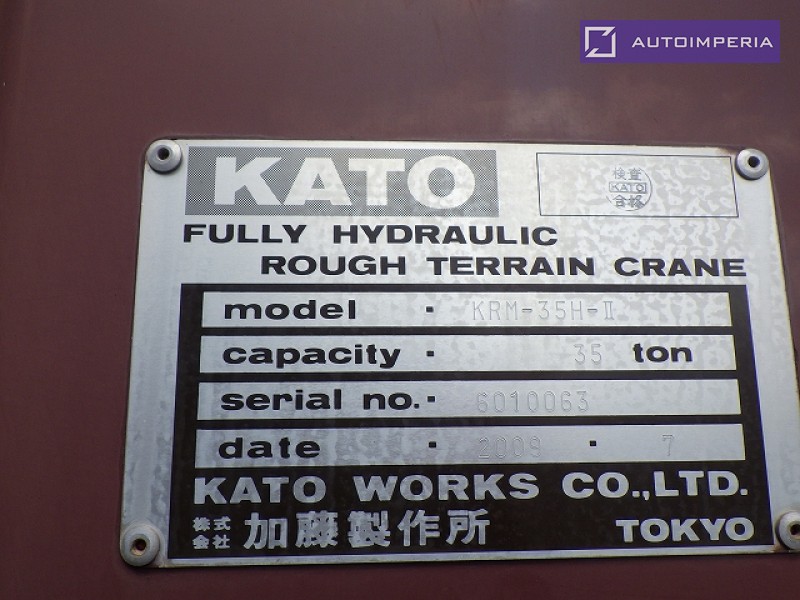 AUTOIMPERIA
KATO
検査
KATO
合格
FULLY HYDRAULIC
ROUGH TERRAIN CRANE
model · KRM-35H-II
capacity · 35 ton
serial no. · 6010063
date · 2009 · 7
KATO WORKS CO.,LTD.
株式会社 加藤製作所 TOKYO